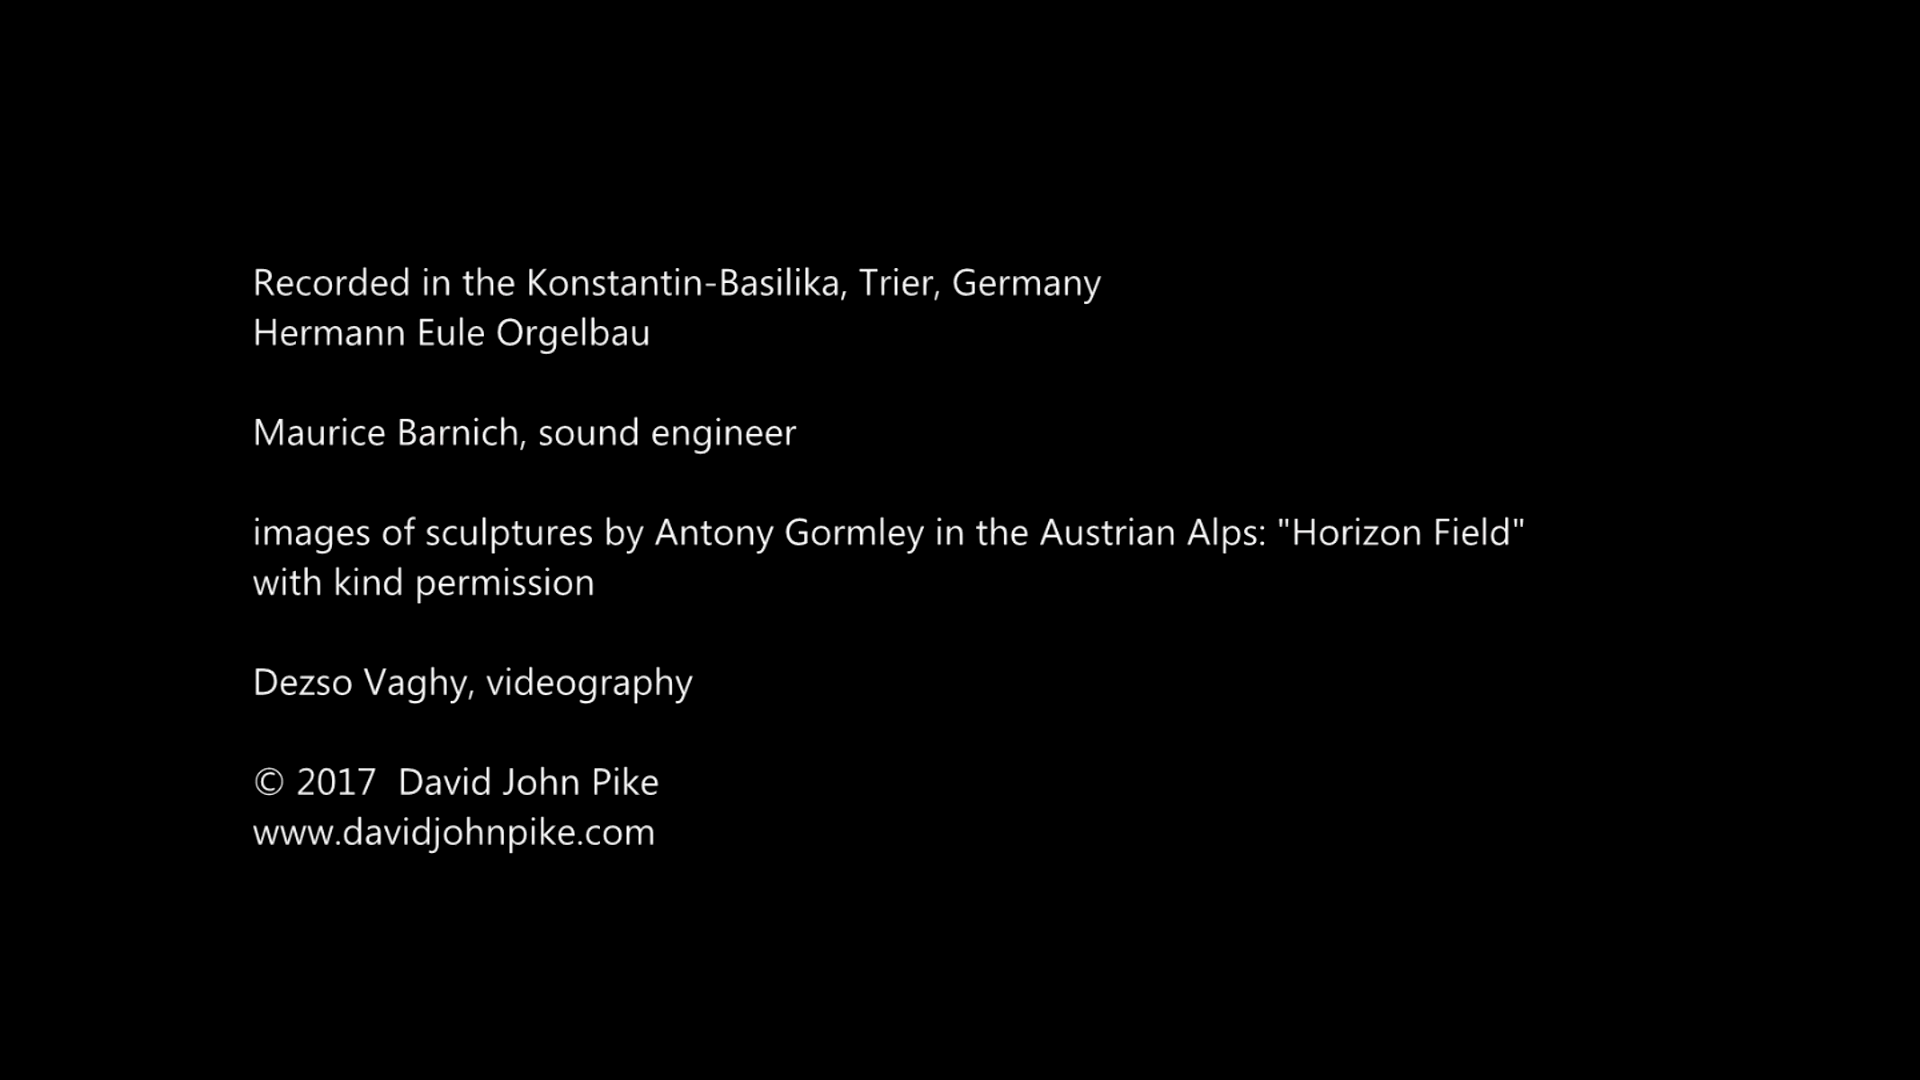 Recorded in the Konstantin-Basilika, Trier, Germany
Hermann Eule Orgelbau
Maurice Barnich, sound engineer
images of sculptures by Antony Gormley in the Austrian Alps: "Horizon Field"
with kind permission
Dezso Vaghy, videography
© 2017  David John Pike
www.davidjohnpike.com